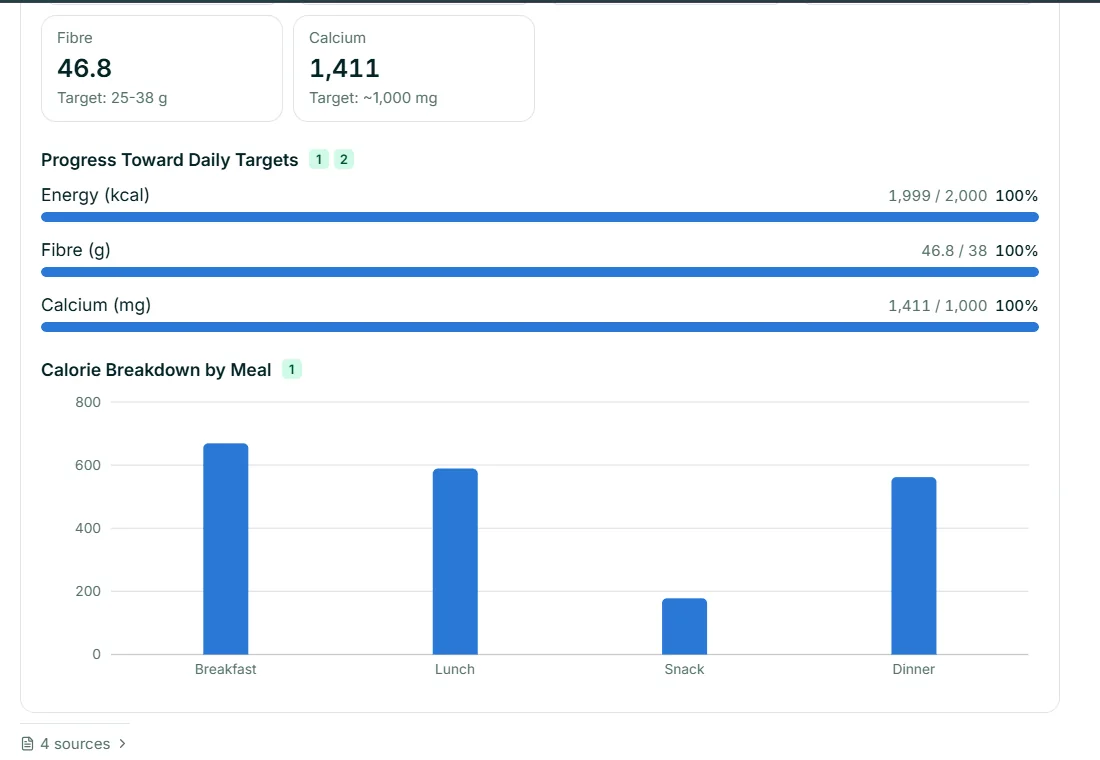 Fibre
46.8
Target: 25-38 g
Calcium
1,411
Target: ~1,000 mg
Progress Toward Daily Targets 1 2
Energy (kcal) 1,999 / 2,000 100%
Fibre (g) 46.8 / 38 100%
Calcium (mg) 1,411 / 1,000 100%
Calorie Breakdown by Meal 1
800
600
400
200
0
Breakfast Lunch Snack Dinner
4 sources